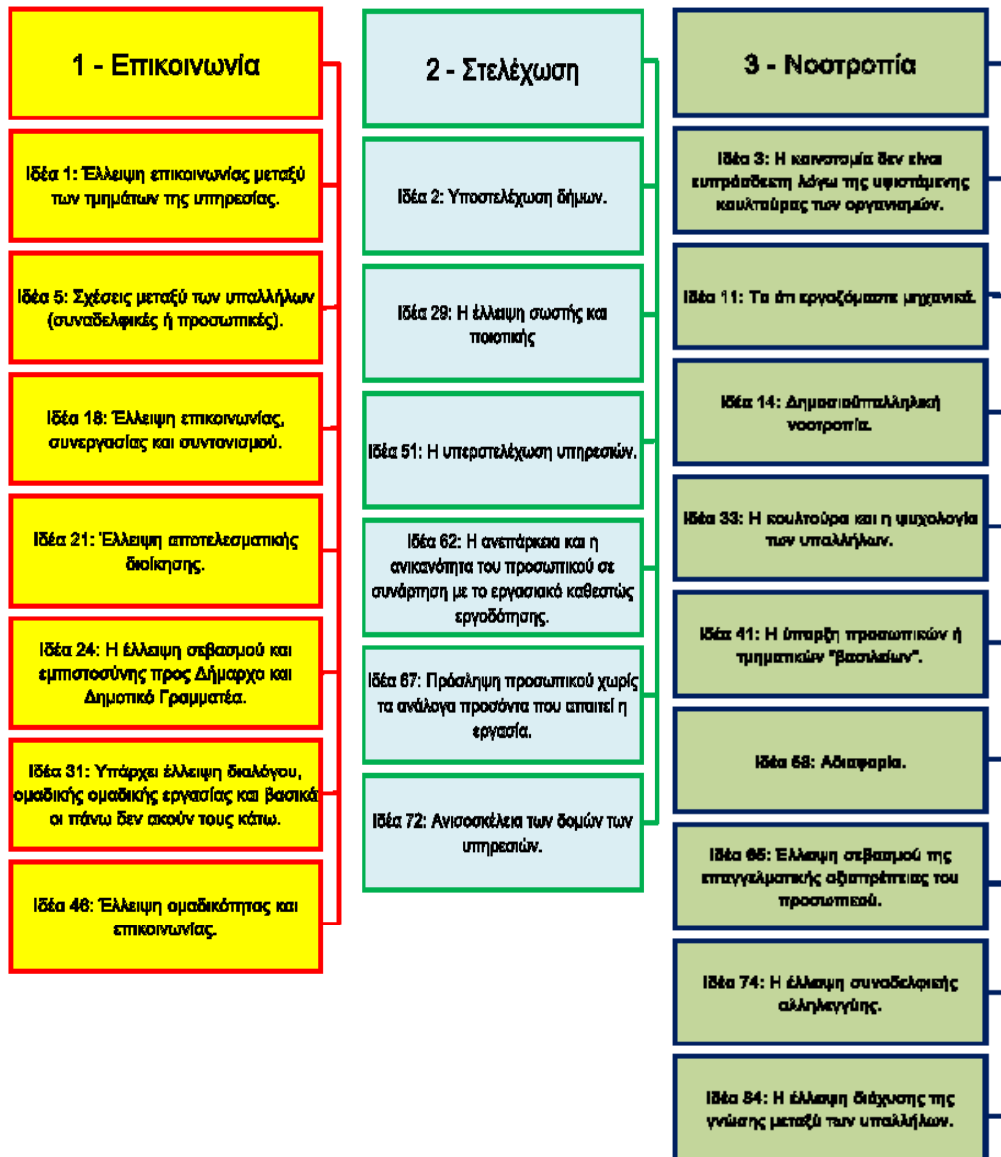 1 - Επικοινωνία
Ιδέα 1: Έλλειψη επικοινωνίας μεταξύ
των τμημάτων της υπηρεσίας.
Ιδέα 5: Σχέσεις μεταξύ των υπαλλήλων
(συναδελφικές ή προσωπικές).
Ιδέα 18: Έλλειψη επικοινωνίας,
συνεργασίας και συντονισμού.
Ιδέα 21: Έλλειψη αποτελεσματικής
διοίκησης.
Ιδέα 24: Η έλλειψη σεβασμού και
εμπιστοσύνης προς Δήμαρχο και
Δημοτικό Γραμματέα.
Ιδέα 31: Υπάρχει έλλειψη διαλόγου,
ομαδικής ομαδικής εργασίας και βασικά
οι πάνω δεν ακούν τους κάτω.
Ιδέα 46: Έλλειψη ομαδικότητας και
επικοινωνίας.
2 - Στελέχωση
Ιδέα 2: Υποστελέχωση δήμων.
Ιδέα 29: Η έλλειψη σωστής και
ποιοτικής
Ιδέα 51: Η υπερστελέχωση υπηρεσιών.
Ιδέα 62: Η ανεπάρκεια και η
ανικανότητα του προσωπικού σε
συνάρτηση με το εργασιακό καθεστώς
εργοδότησης.
Ιδέα 67: Πρόσληψη προσωπικού χωρίς
τα ανάλογα προσόντα που απαιτεί η
εργασία.
Ιδέα 72: Ανισοσκέλεια των δομών των
υπηρεσιών.
3 - Νοοτροπία
Ιδέα 3: Η καινοτομία δεν είναι
ευπρόσδεκτη λόγω της υφιστάμενης
κουλτούρας των οργανισμών.
Ιδέα 11: Το ότι εργαζόμαστε μηχανικά.
Ιδέα 14: Δημοσιοϋπαλληλική
νοοτροπία.
Ιδέα 33: Η κουλτούρα και η ψυχολογία
των υπαλλήλων.
Ιδέα 41: Η ύπαρξη προσωπικών ή
τμηματικών "βασιλείων".
Ιδέα 58: Αδιαφορία.
Ιδέα 65: Έλλειψη σεβασμού της
επαγγελματικής αξιοπρέπειας του
προσωπικού.
Ιδέα 74: Η έλλειψη συναδελφικής
αλληλεγγύης.
Ιδέα 84: Η έλλειψη διάχυσης της
γνώσης μεταξύ των υπαλλήλων.